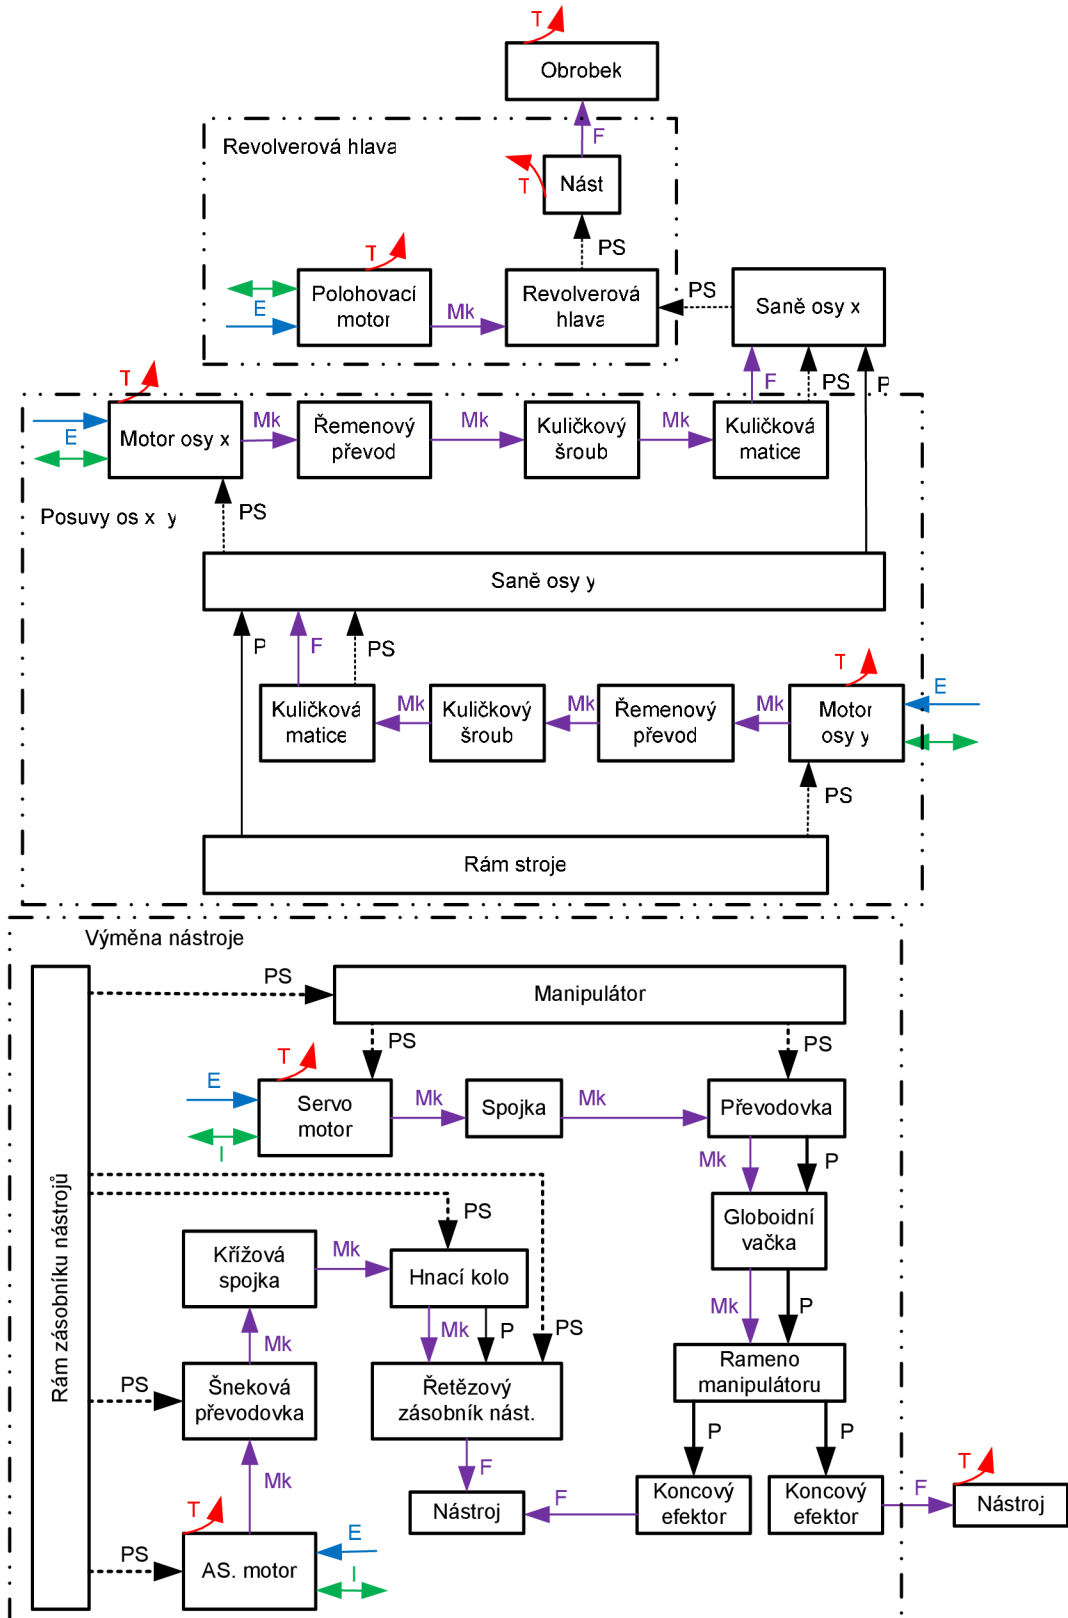 T
Obrobek
F
Revolverová hlava
T
Nást
PS
T
Polohovací
motor
E
Mk
Revolverová
hlava
PS
Saně osy x
T
F
PS
P
E
Motor osy x
Mk
Řemenový
převod
Mk
Kuličkový
šroub
Mk
Kuličková
matice
Posuvy os x y
PS
Saně osy y
P
F
PS
T
E
Kuličková
matice
Mk
Kuličkový
šroub
Mk
Řemenový
převod
Mk
Motor
osy y
PS
Rám stroje
Výměna nástroje
Rám zásobníku nástrojů
PS
Manipulátor
PS
PS
T
E
I
Servo
motor
Mk
Spojka
Mk
Převodovka
Mk
P
PS
Globoidní
vačka
Křížová
spojka
Mk
Hnací kolo
Mk
P
Mk
Mk
P
PS
Rameno
manipulátoru
PS
Šneková
převodovka
Řetězový
zásobník nást.
P
P
Mk
F
T
Nástroj
F
Koncový
efektor
Koncový
efektor
F
Nástroj
T
PS
AS. motor
E
I